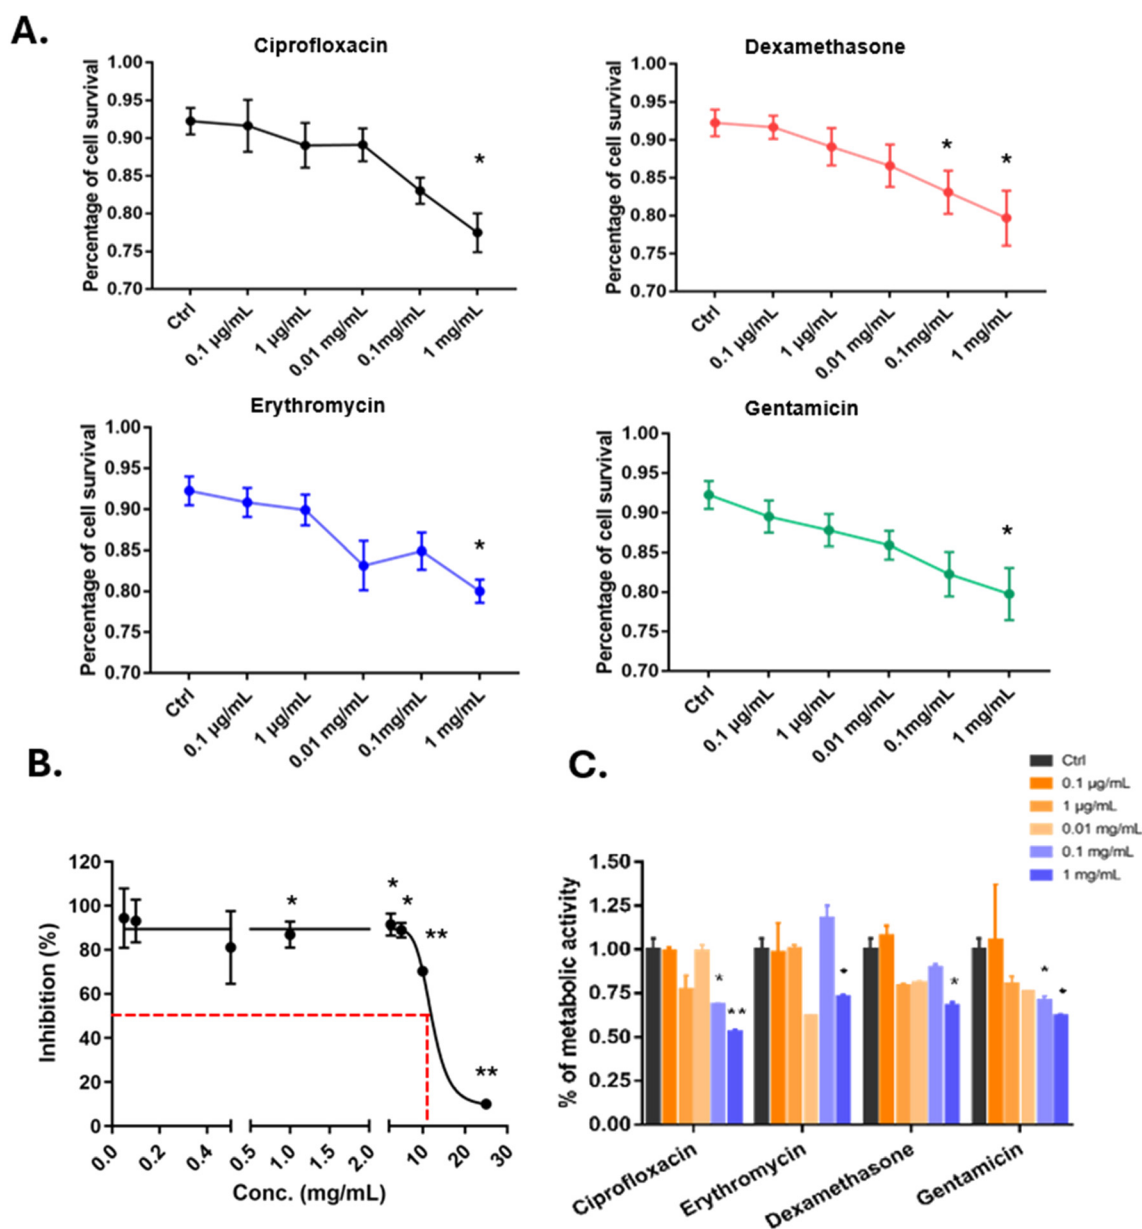 A.
Ciprofloxacin
Percentage of cell survival
1.00
0.95
0.90
0.85
0.80
0.75
0.70
*
Ctrl
0.1 µg/mL
1 µg/mL
0.01 mg/mL
0.1mg/mL
1 mg/mL
Dexamethasone
Percentage of cell survival
1.00
0.95
0.90
0.85
0.80
0.75
0.70
*
*
Ctrl
0.1 µg/mL
1 µg/mL
0.01 mg/mL
0.1mg/mL
1 mg/mL
Erythromycin
Percentage of cell survival
1.00
0.95
0.90
0.85
0.80
0.75
0.70
*
Ctrl
0.1 µg/mL
1 µg/mL
0.01 mg/mL
0.1mg/mL
1 mg/mL
Gentamicin
Percentage of cell survival
1.00
0.95
0.90
0.85
0.80
0.75
0.70
*
Ctrl
0.1 µg/mL
1 µg/mL
0.01 mg/mL
0.1mg/mL
1 mg/mL
B.
Inhibition (%)
120
100
80
60
40
20
0
*
*
*
**
**
0.0
0.2
0.4
0.5
1.0
1.5
2.0
10
20
30
Conc. (mg/mL)
C.
Ctrl
0.1 µg/mL
1 µg/mL
0.01 mg/mL
0.1 mg/mL
1 mg/mL
% of metabolic activity
1.50
1.25
1.00
0.75
0.50
0.25
0.00
*
**
*
*
*
*
Ciprofloxacin
Erythromycin
Dexamethasone
Gentamicin